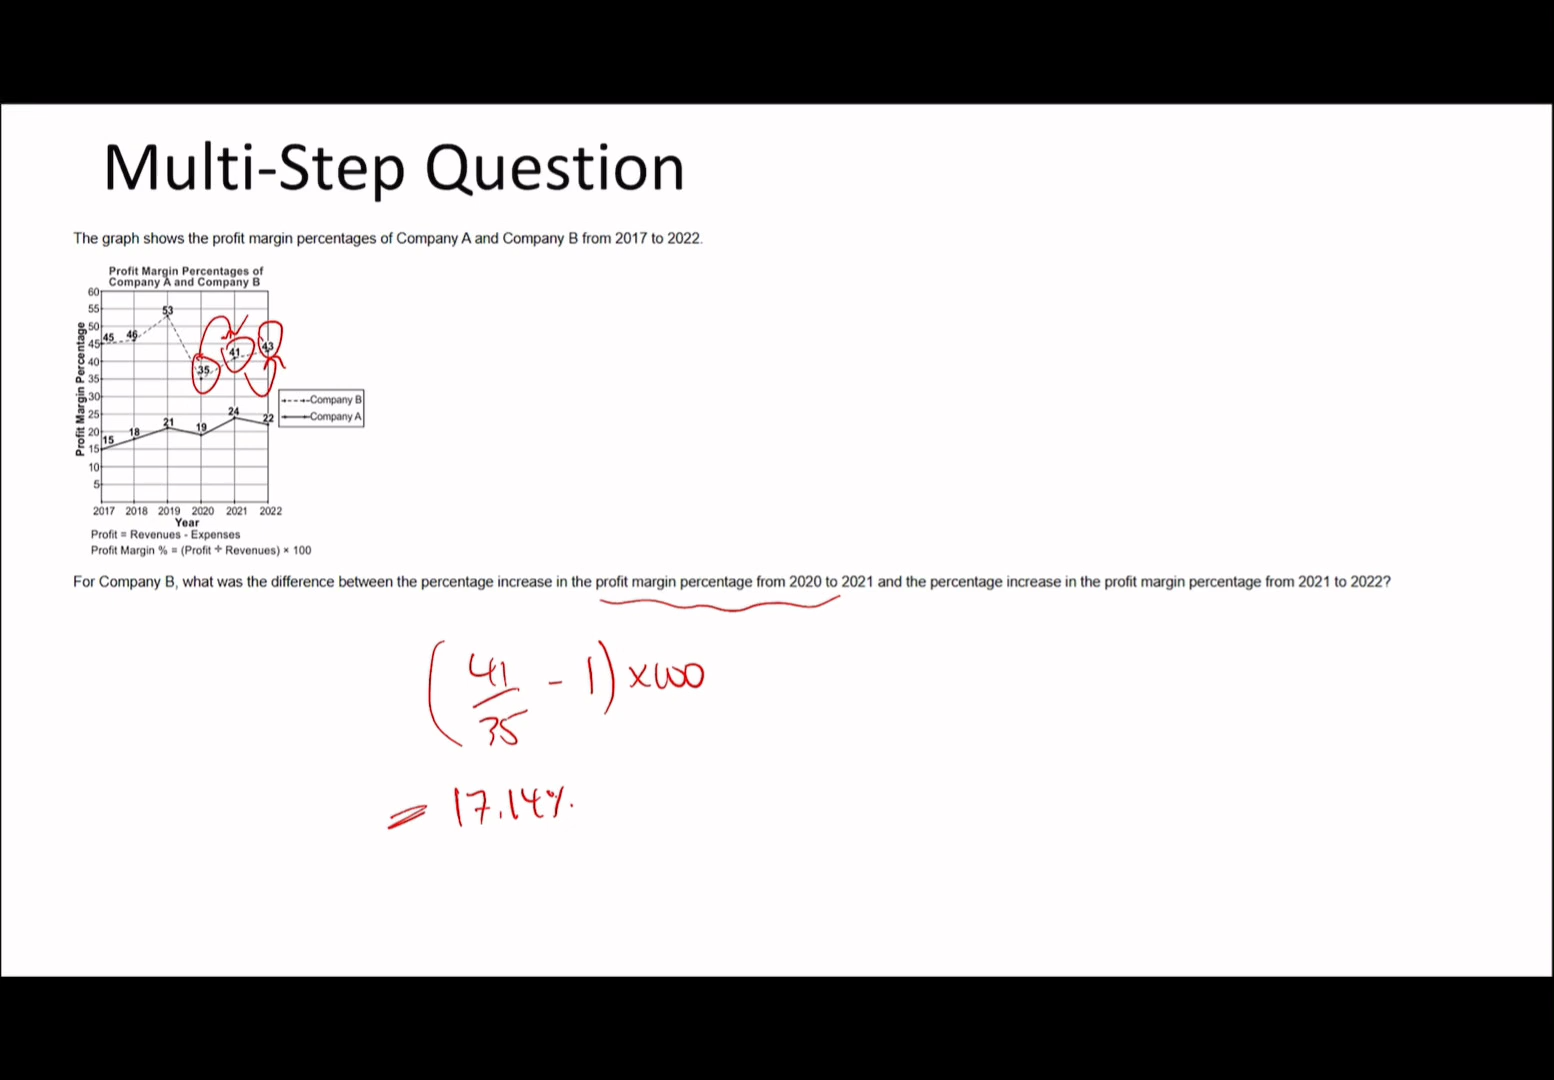 Multi-Step Question
The graph shows the profit margin percentages of Company A and Company B from 2017 to 2022.
Profit Margin Percentages of
Company A and Company B
60
55
50
45
40
35
30
25
20
15
10
5
Profit Margin Percentage
45 46 53 35 41 43
15 18 21 19 24 22
Company B
Company A
2017 2018 2019 2020 2021 2022
Year
Profit = Revenues - Expenses
Profit Margin % = (Profit ÷ Revenues) × 100
For Company B, what was the difference between the percentage increase in the profit margin percentage from 2020 to 2021 and the percentage increase in the profit margin percentage from 2021 to 2022?
(41/35 - 1) ×100
= 17.14%